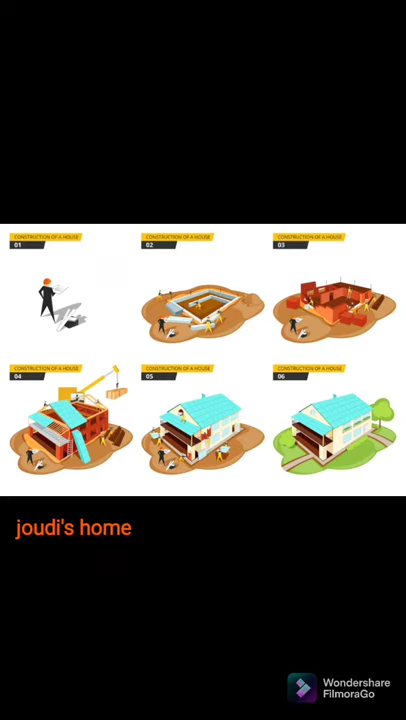 CONSTRUCTION OF A HOUSE
01
CONSTRUCTION OF A HOUSE
02
CONSTRUCTION OF A HOUSE
03
CONSTRUCTION OF A HOUSE
04
CONSTRUCTION OF A HOUSE
05
CONSTRUCTION OF A HOUSE
06
joudi's home
Wondershare
FilmoraGo